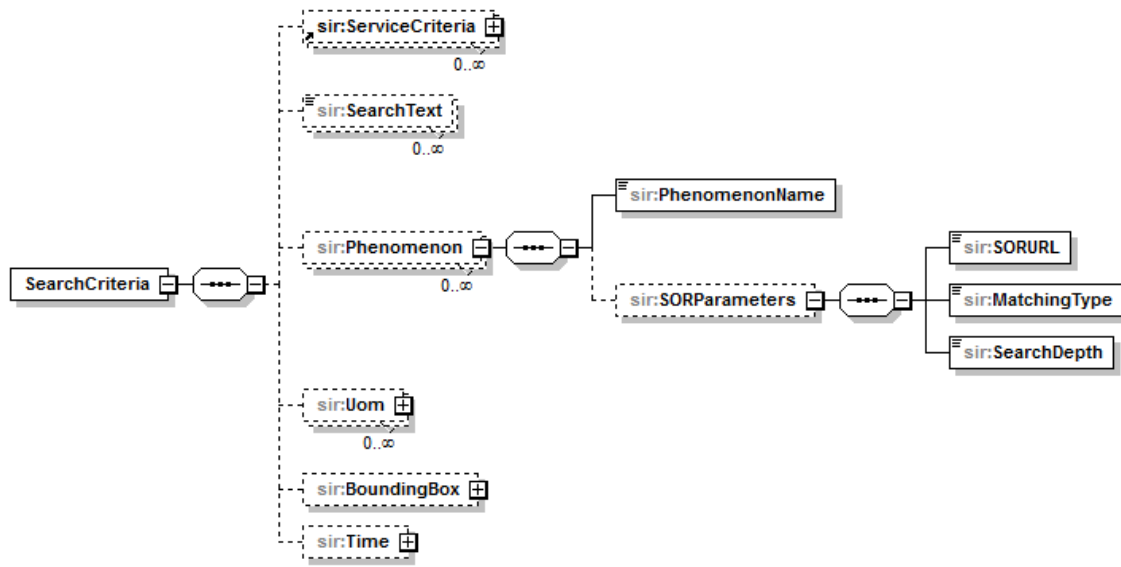 sir:ServiceCriteria
0..∞
sir:SearchText
0..∞
sir:PhenomenonName
sir:Phenomenon
0..∞
sir:SORURL
SearchCriteria
sir:SORParameters
sir:MatchingType
sir:SearchDepth
sir:Uom
0..∞
sir:BoundingBox
sir:Time